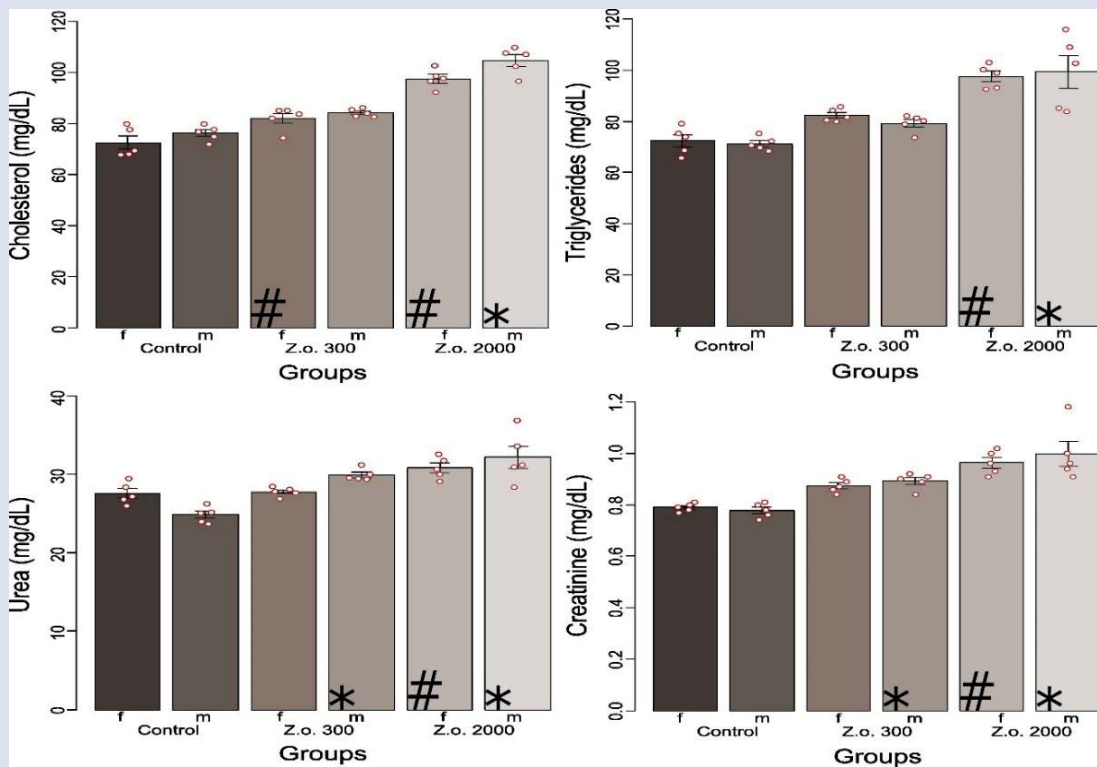 Cholesterol (mg/dL)
120
100
80
60
40
20
0
# # *
f m f m f m
Control Z.o. 300 Z.o. 2000
Groups
Triglycerides (mg/dL)
120
100
80
60
40
20
0
# *
f m f m f m
Control Z.o. 300 Z.o. 2000
Groups
Urea (mg/dL)
40
30
20
10
0
* # *
f m f m f m
Control Z.o. 300 Z.o. 2000
Groups
Creatinine (mg/dL)
1.2
1.0
0.8
0.6
0.4
0.2
0.0
* # *
f m f m f m
Control Z.o. 300 Z.o. 2000
Groups